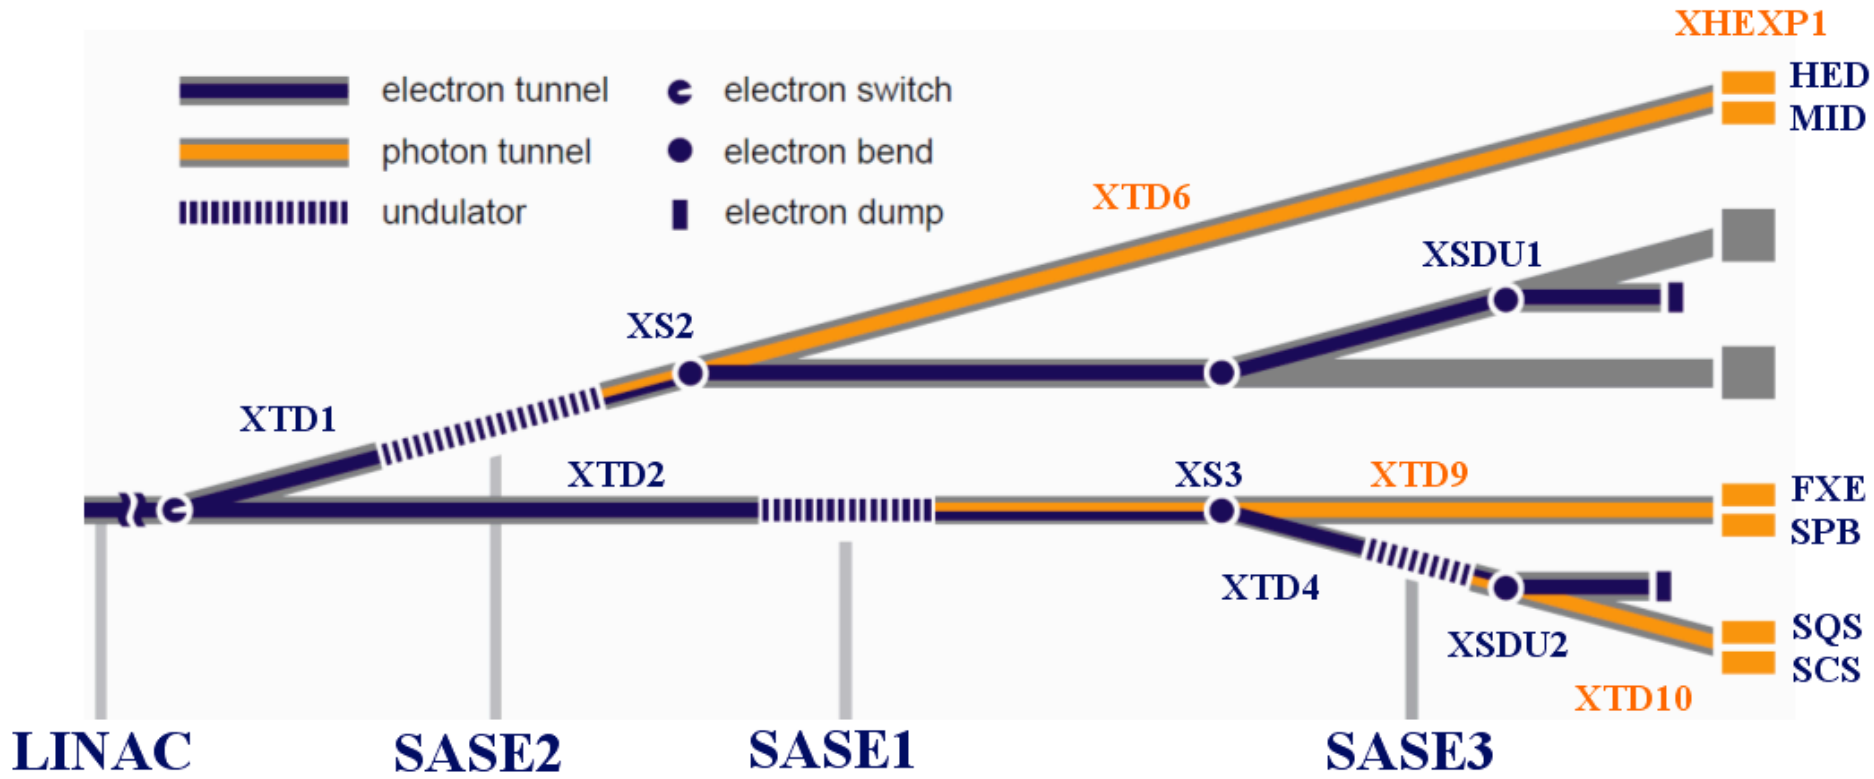 XHEXP1
electron tunnel
electron switch
HED
MID
photon tunnel
electron bend
undulator
electron dump
XTD6
XSDU1
XS2
XTD1
XTD2
XS3
XTD9
FXE
SPB
XTD4
XSDU2
SQS
SCS
XTD10
LINAC
SASE2
SASE1
SASE3